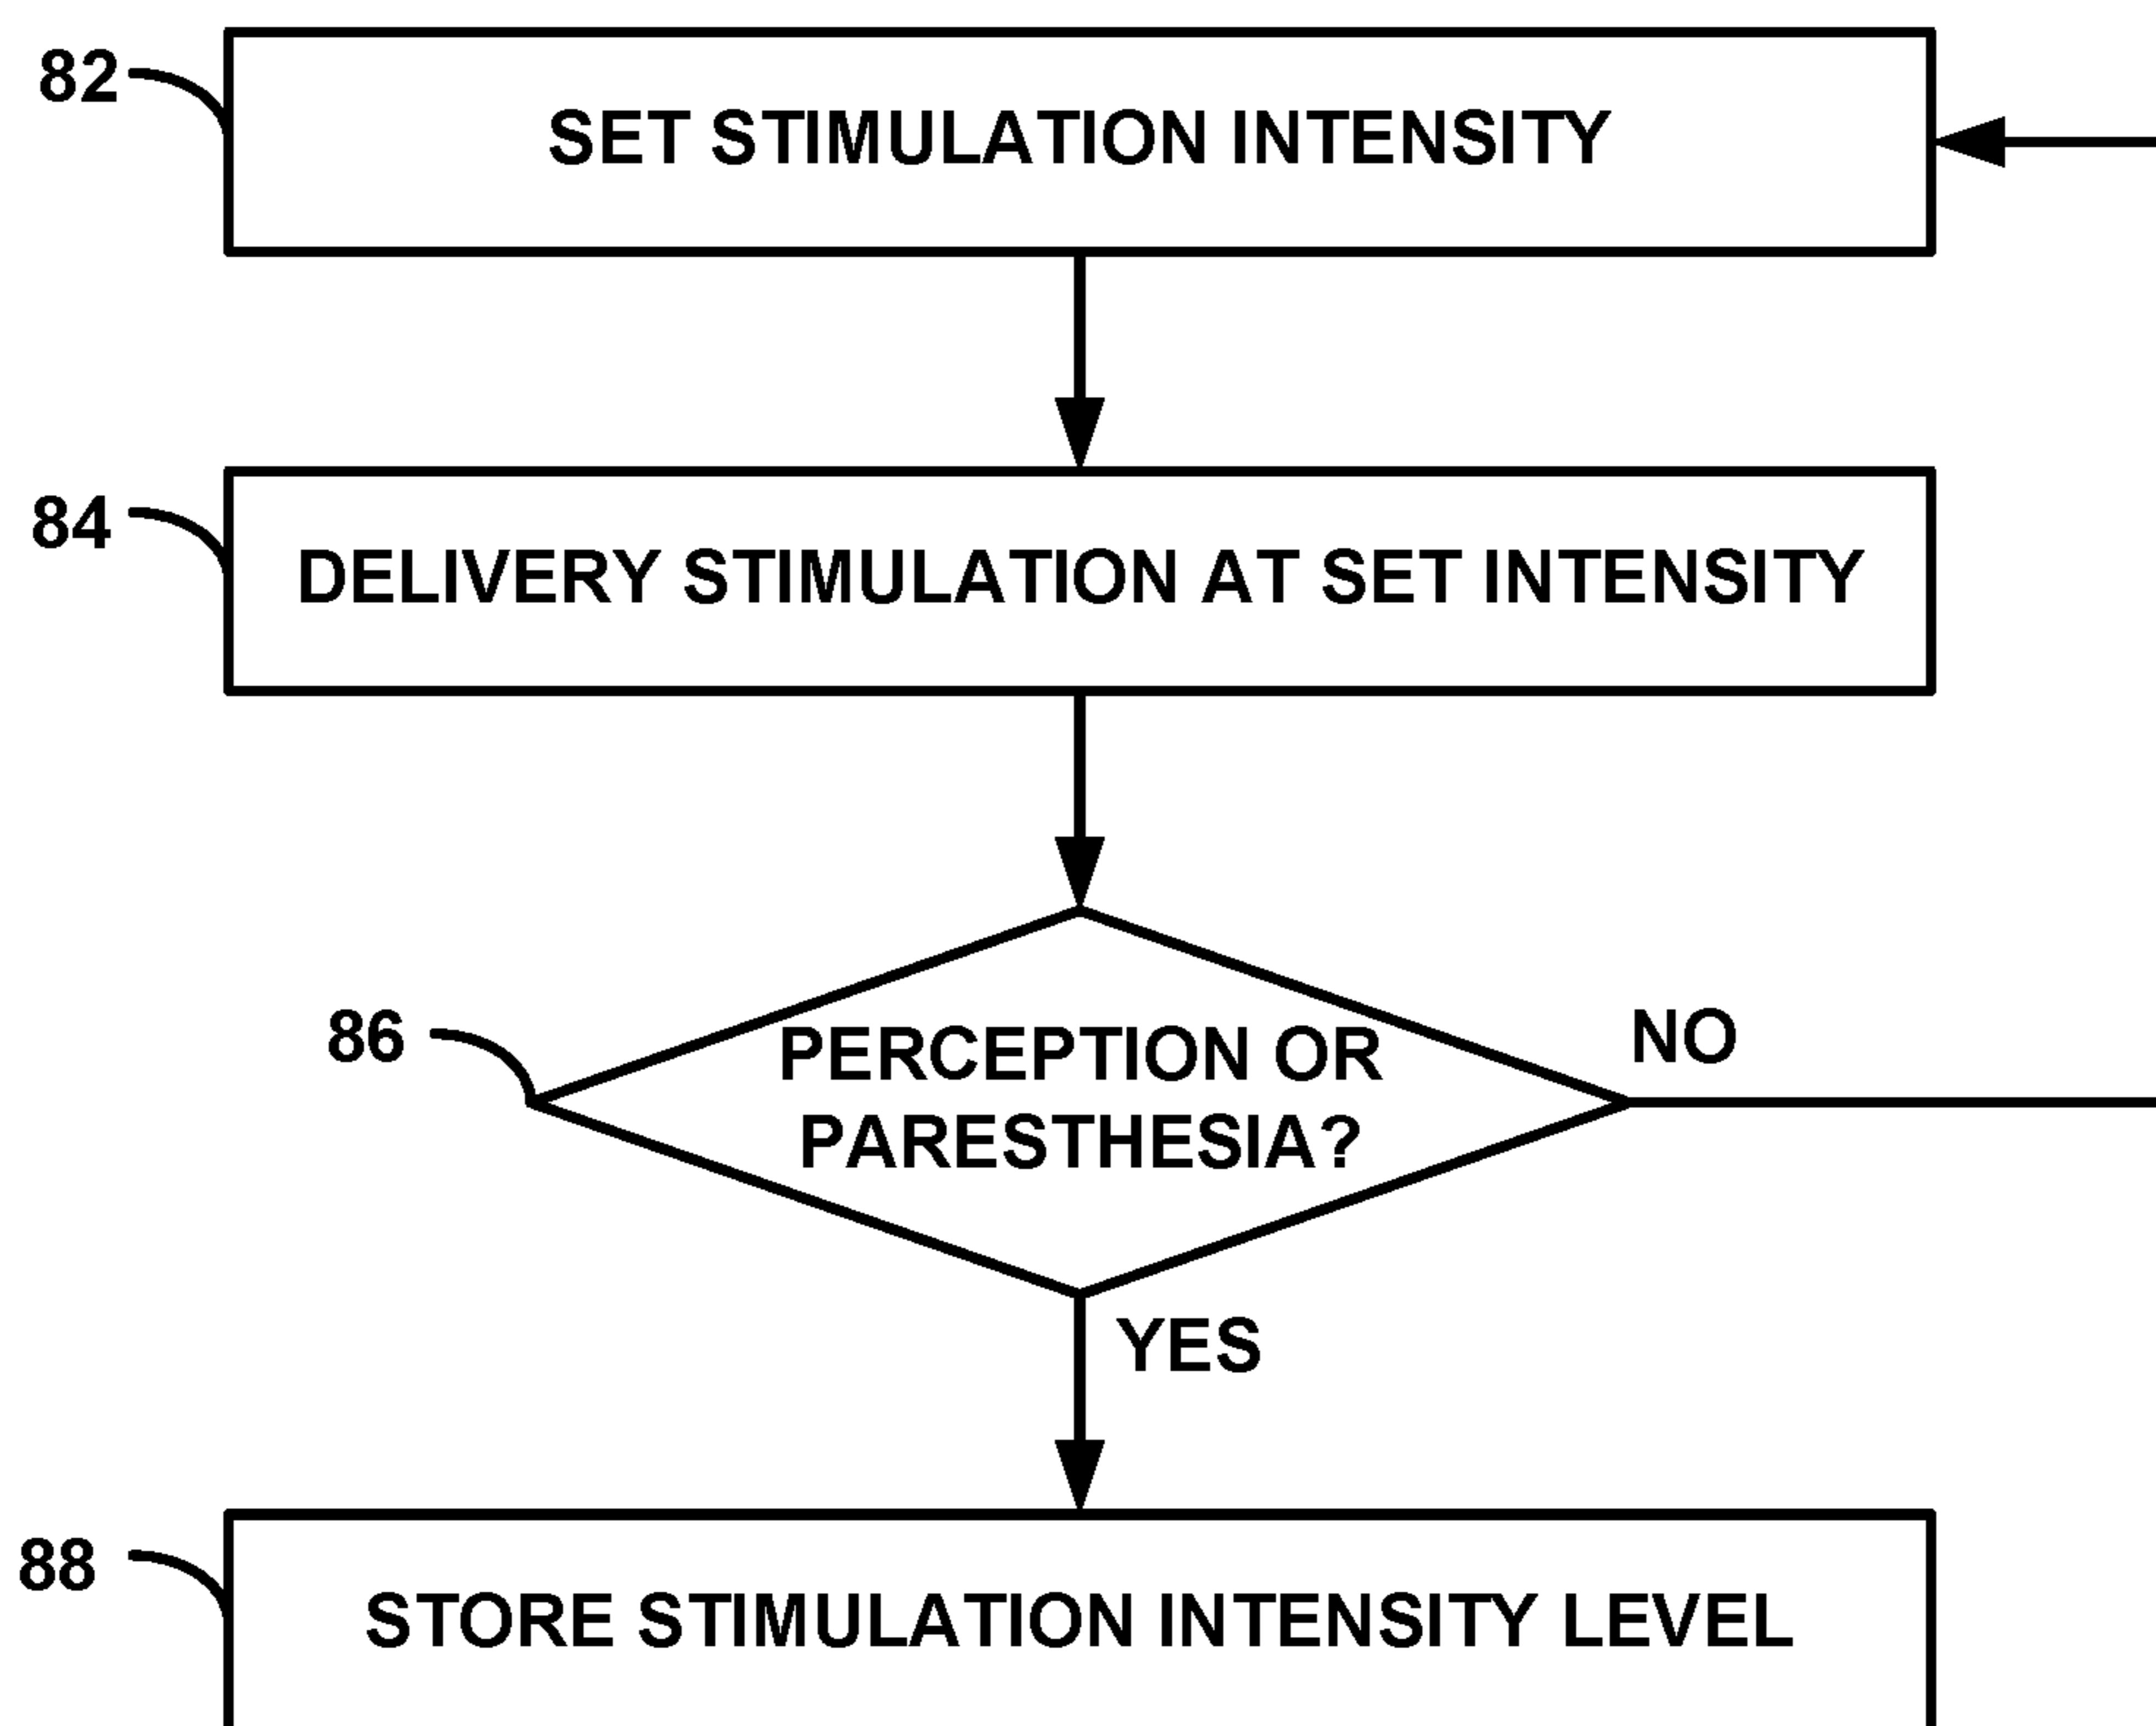 82
SET STIMULATION INTENSITY
84
DELIVERY STIMULATION AT SET INTENSITY
86
PERCEPTION OR
PARESTHESIA?
NO
YES
88
STORE STIMULATION INTENSITY LEVEL